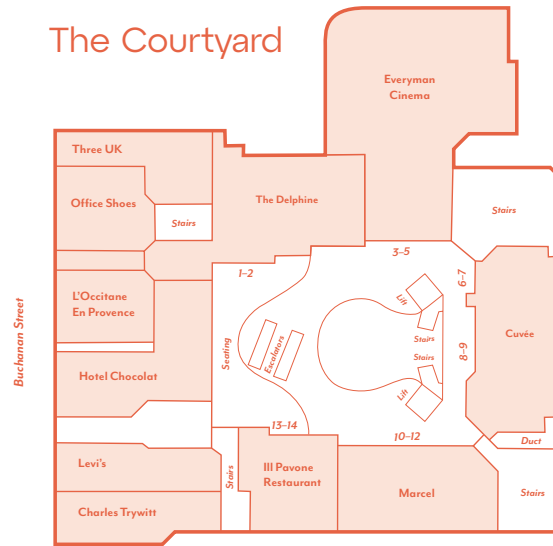 The Courtyard
Everyman
Cinema
Three UK
Office Shoes
Stairs
The Delphine
Stairs
1–2
3–5
6–7
L'Occitane
En Provence
Lift
Cuvée
Buchanan Street
Seating
Escalators
Stairs
Stairs
8–9
Hotel Chocolat
Lift
13–14
10–12
Duct
Levi's
Stairs
III Pavone
Restaurant
Marcel
Stairs
Charles Trywitt